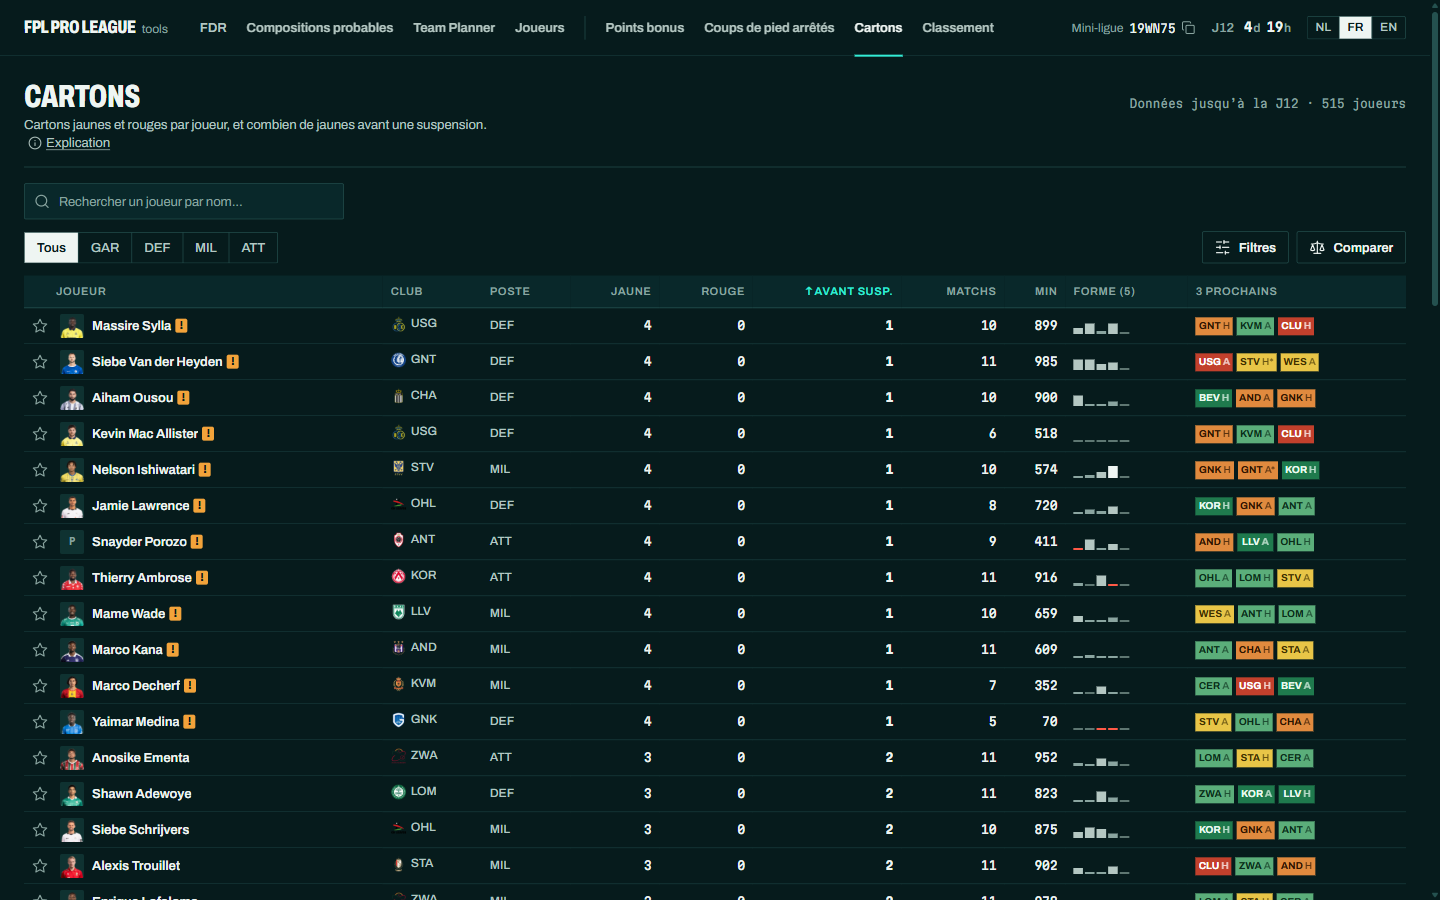 FPL PRO LEAGUE tools FDR Compositions probables Team Planner Joueurs Points bonus Coups de pied arrêtés Cartons Classement Mini-ligue 19WN75 J12 4d 19h NL FR EN
CARTONS
Données jusqu'à la J12 · 515 joueurs
Cartons jaunes et rouges par joueur, et combien de jaunes avant une suspension.
Explication
Rechercher un joueur par nom...
Tous GAR DEF MIL ATT Filtres Comparer
JOUEUR CLUB POSTE JAUNE ROUGE ↑AVANT SUSP. MATCHS MIN FORME (5) 3 PROCHAINS
Massire Sylla ! USG DEF 4 0 1 10 899 GNT H KVM A CLU H
Siebe Van der Heyden ! GNT DEF 4 0 1 11 985 USG A STV H* WES A
Aiham Ousou ! CHA DEF 4 0 1 10 900 BEV H AND A GNK H
Kevin Mac Allister ! USG DEF 4 0 1 6 518 GNT H KVM A CLU H
Nelson Ishiwatari ! STV MIL 4 0 1 10 574 GNK H GNT A* KOR H
Jamie Lawrence ! OHL DEF 4 0 1 8 720 KOR H GNK A ANT A
P Snayder Porozo ! ANT ATT 4 0 1 9 411 AND H LLV A OHL H
Thierry Ambrose ! KOR ATT 4 0 1 11 916 OHL A LOM H STV A
Mame Wade ! LLV MIL 4 0 1 10 659 WES A ANT H LOM A
Marco Kana ! AND MIL 4 0 1 11 609 ANT A CHA H STA A
Marco Decherf ! KVM MIL 4 0 1 7 352 CER A USG H BEV A
Yaimar Medina ! GNK DEF 4 0 1 5 70 STV A OHL H CHA A
Anosike Ementa ZWA ATT 3 0 2 11 952 LOM A STA H CER A
Shawn Adewoye LOM DEF 3 0 2 11 823 ZWA H KOR A LLV H
Siebe Schrijvers OHL MIL 3 0 2 10 875 KOR H GNK A ANT A
Alexis Trouillet STA MIL 3 0 2 11 902 CLU H ZWA A AND H